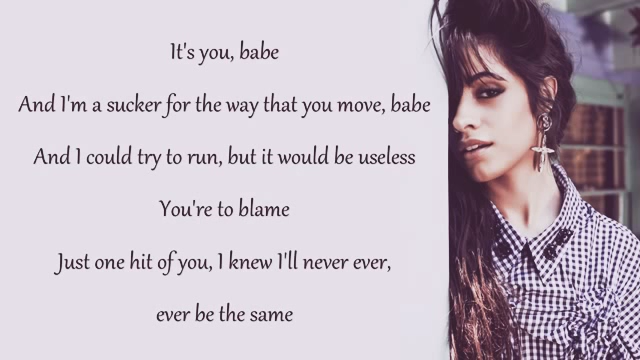 It's you, babe
And I'm a sucker for the way that you move, babe
And I could try to run, but it would be useless
You're to blame
Just one hit of you, I knew I'll never ever,
ever be the same